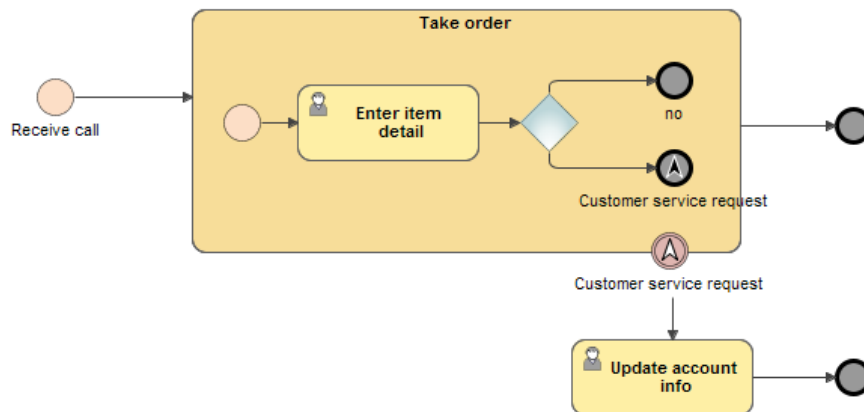 Take order
Receive call
Enter item
detail
no
Customer service request
Customer service request
Update account
info